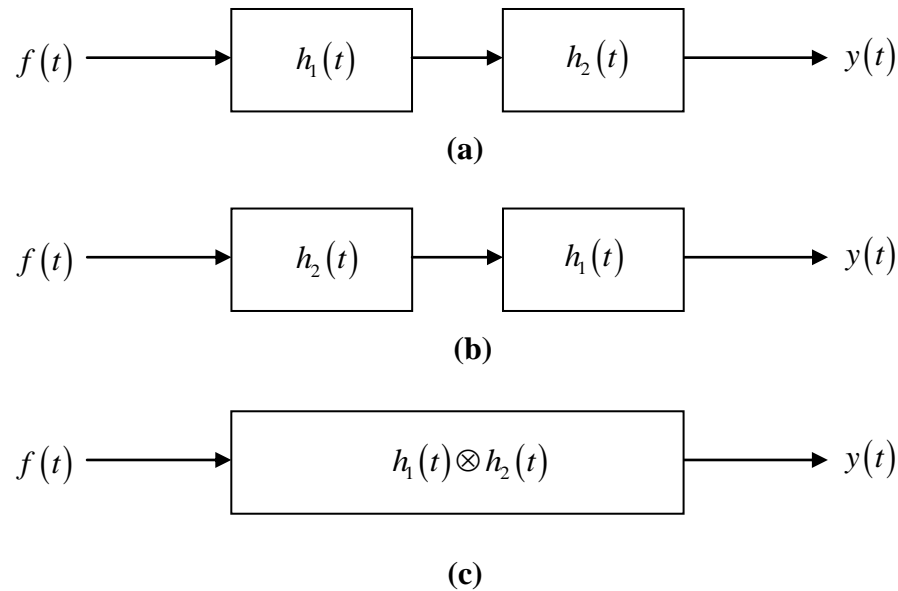 f(t) h₁(t) h₂(t) y(t)
(a)
f(t) h₂(t) h₁(t) y(t)
(b)
f(t) h₁(t)⊗h₂(t) y(t)
(c)